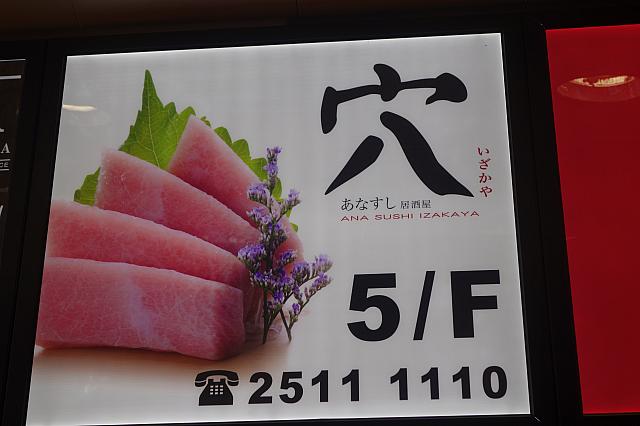 穴
いざかや
あなすし 居酒屋
ANA SUSHI IZAKAYA
5/F
☎2511 1110